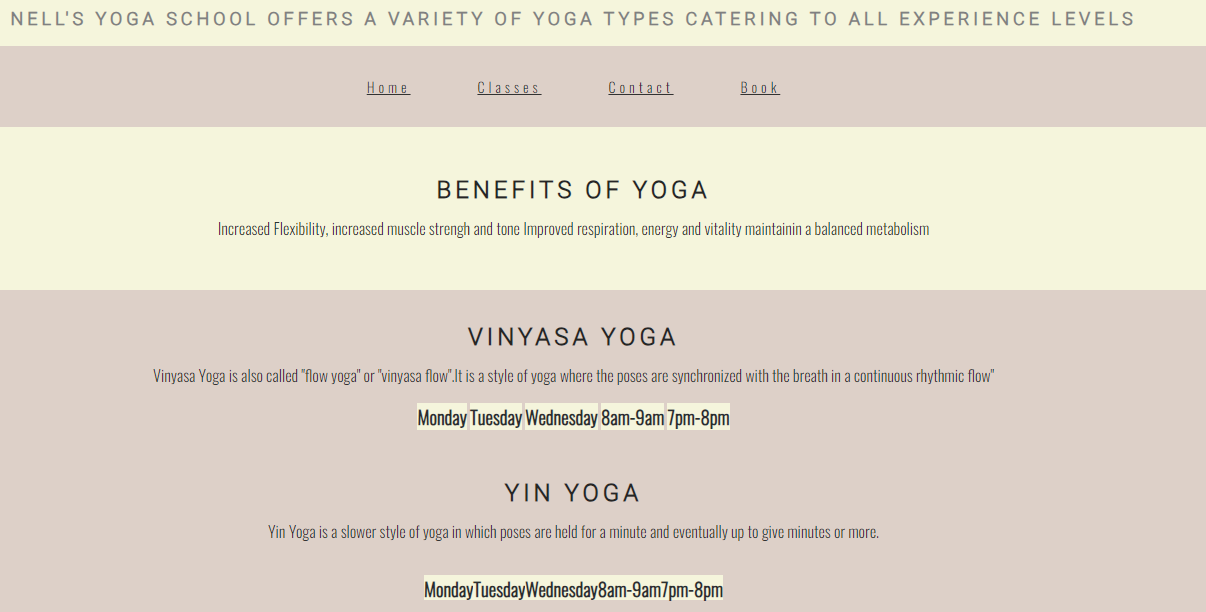 NELL'S YOGA SCHOOL OFFERS A VARIETY OF YOGA TYPES CATERING TO ALL EXPERIENCE LEVELS
Home Classes Contact Book
BENEFITS OF YOGA
Increased Flexibility, increased muscle strengh and tone Improved respiration, energy and vitality maintainin a balanced metabolism
VINYASA YOGA
Vinyasa Yoga is also called "flow yoga" or "vinyasa flow".It is a style of yoga where the poses are synchronized with the breath in a continuous rhythmic flow"
Monday Tuesday Wednesday 8am-9am 7pm-8pm
YIN YOGA
Yin Yoga is a slower style of yoga in which poses are held for a minute and eventually up to give minutes or more.
MondayTuesdayWednesday8am-9am7pm-8pm